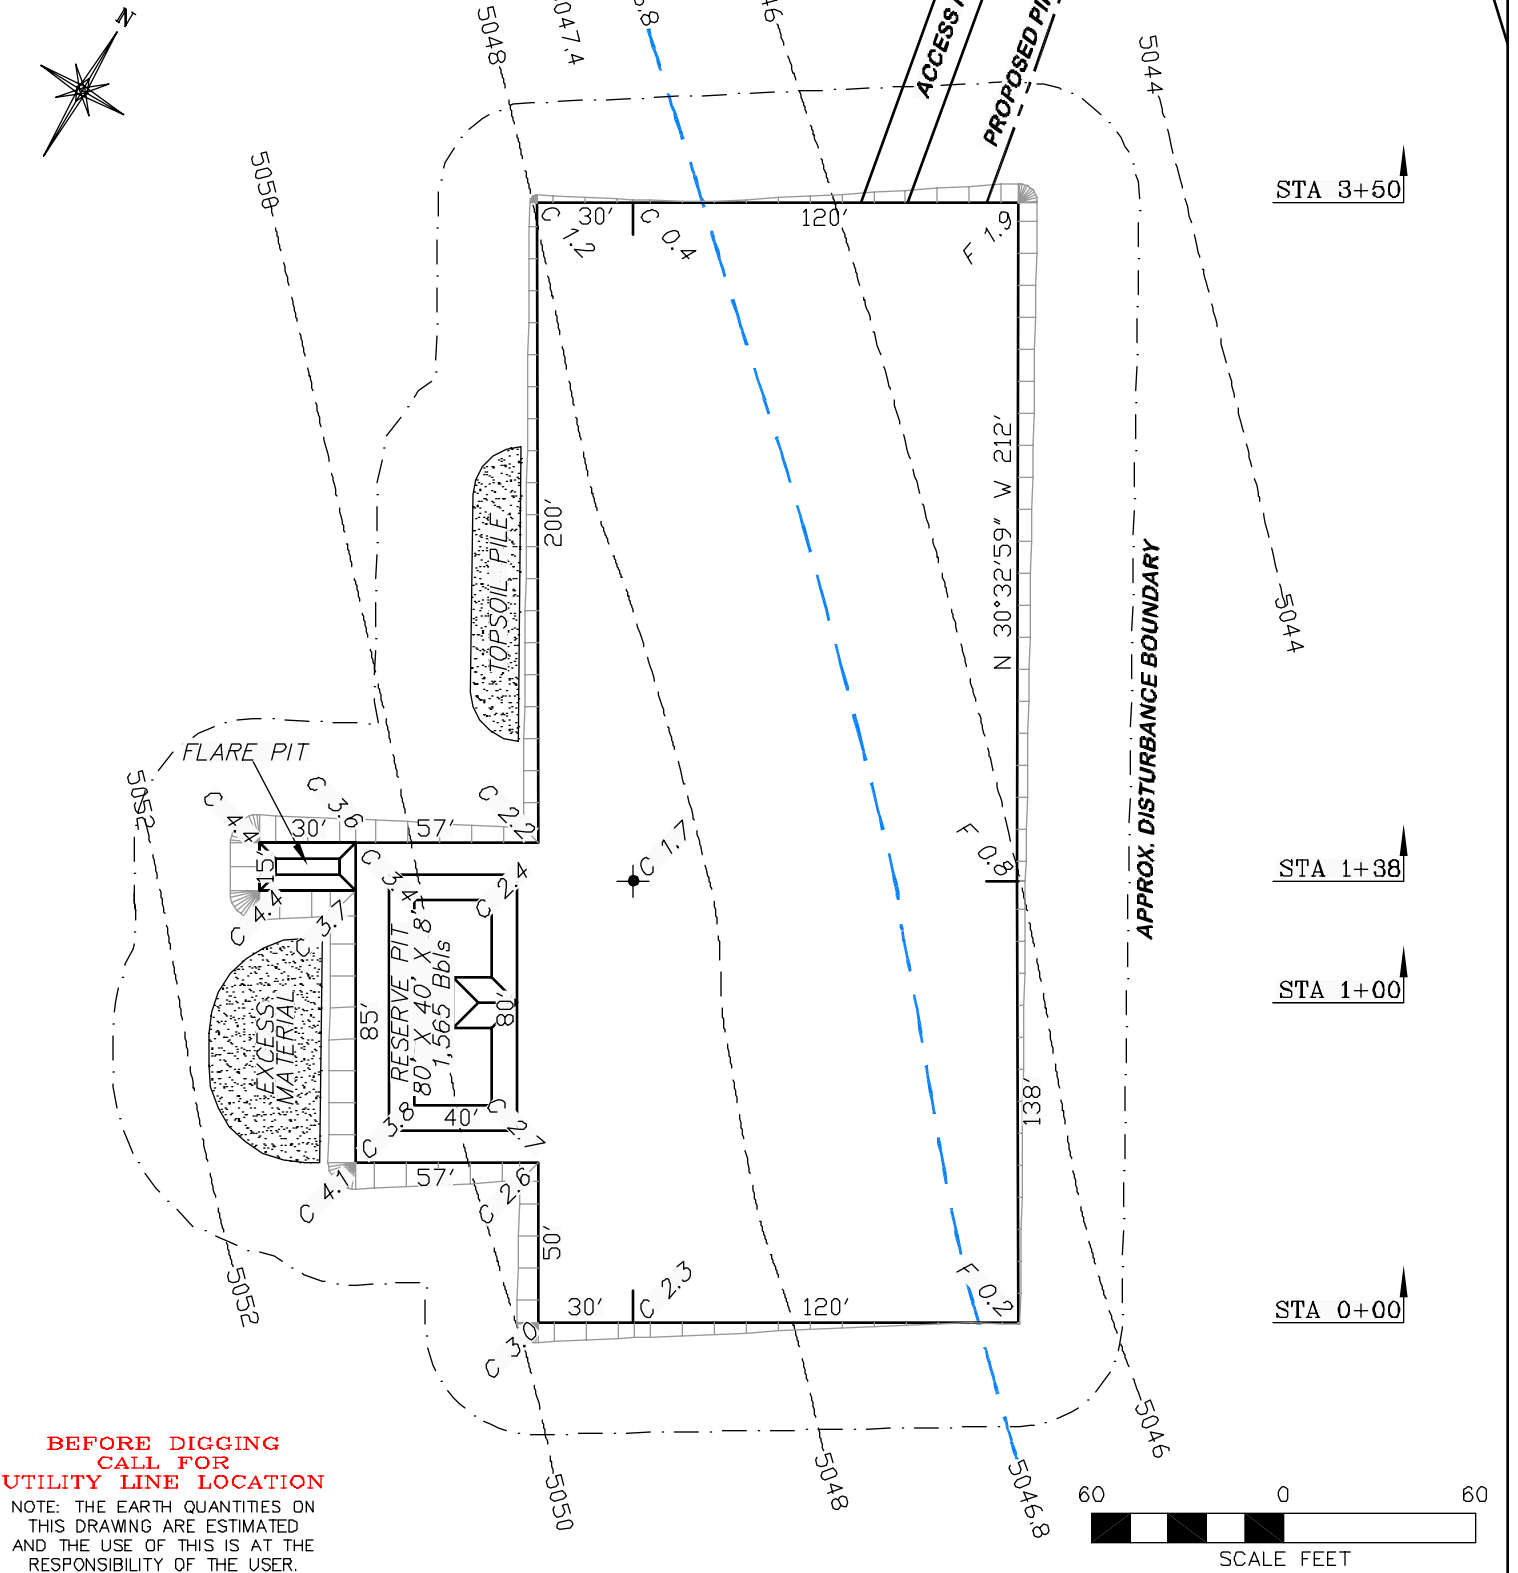 N
5048
5047.4
5044
5050
STA 3+50
C 1.2
30'
C 0.4
120'
F 1.9
200'
TOPSOIL PILE
N 30°32'59" W 212'
APPROX. DISTURBANCE BOUNDARY
5044
FLARE PIT
5052
C 4.4
30'
C 3.6
57'
C 2.2
15'
C 3.4
C 2.4
C 1.7
F 0.8
STA 1+38
C 4.4
C 3.7
EXCESS
MATERIAL
85'
RESERVE PIT
80' X 40' X 8'
1,565 Bbls
80'
STA 1+00
138'
C 3.8
40'
C 2.7
C 4.1
57'
C 2.6
50'
5052
30'
C 2.3
120'
F 0.2
STA 0+00
C 3.0
5050
5048
5046.8
5046
BEFORE DIGGING
CALL FOR
UTILITY LINE LOCATION
NOTE: THE EARTH QUANTITIES ON
THIS DRAWING ARE ESTIMATED
AND THE USE OF THIS IS AT THE
RESPONSIBILITY OF THE USER.
60 0 60
SCALE FEET
ACCESS
PROPOSED